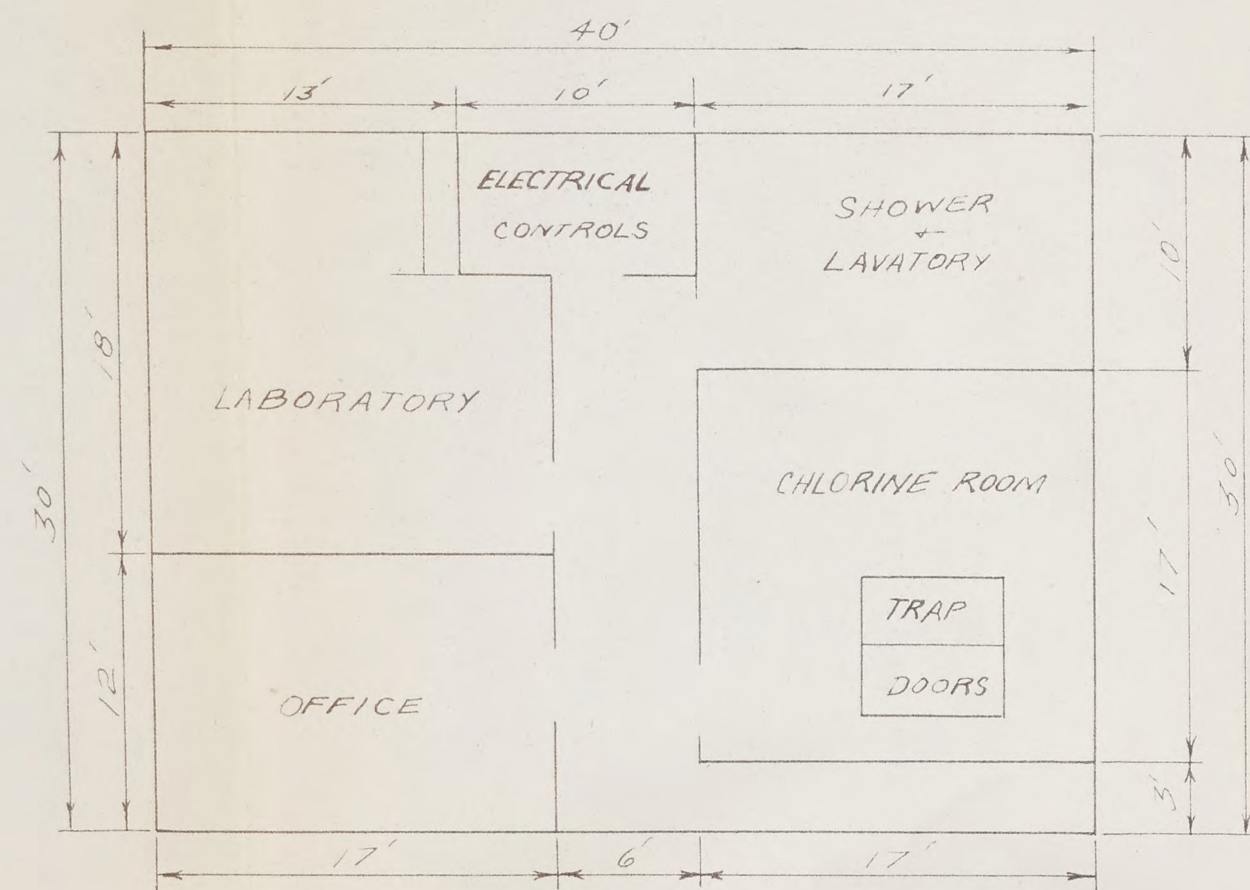 40'
13' 10' 17'
ELECTRICAL
CONTROLS
SHOWER
&
LAVATORY
10'
18'
LABORATORY
30'
CHLORINE ROOM
30'
17'
TRAP
DOORS
12'
OFFICE
3'
17' 6' 17'